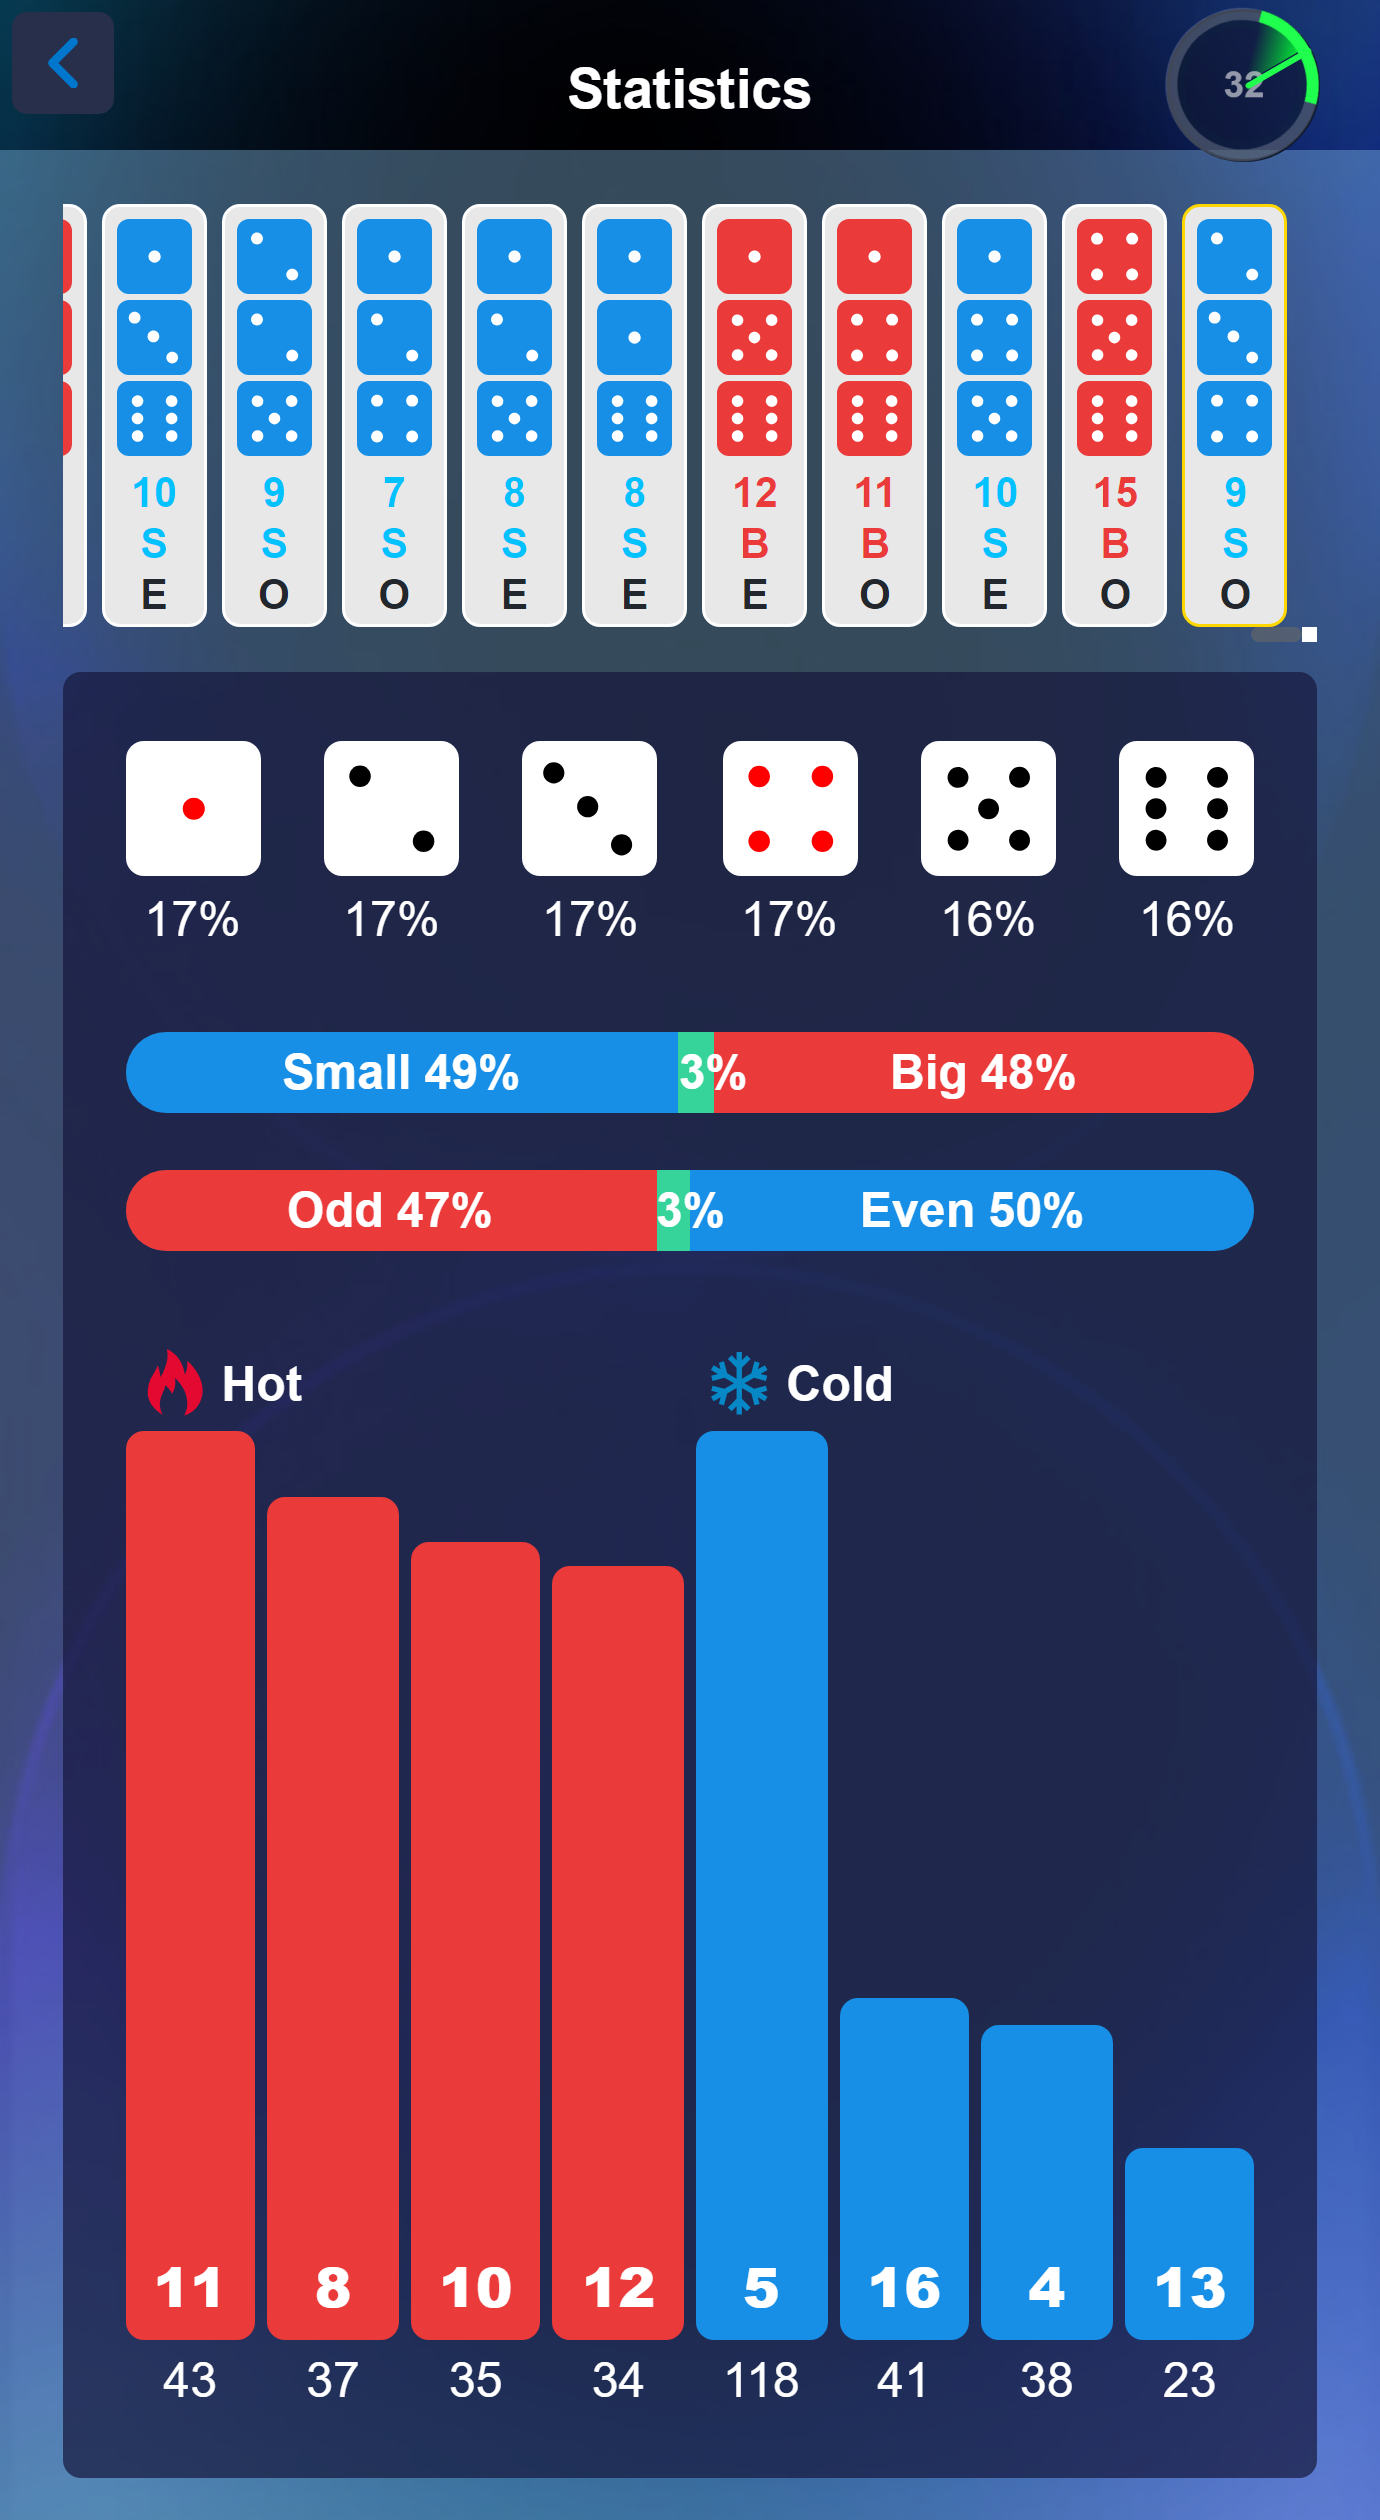 Statistics
32
10 9 7 8 8 12 11 10 15 9
S S S S S B B S B S
E O O E E E O E O O
17% 17% 17% 17% 16% 16%
Small 49% 3% Big 48%
Odd 47% 3% Even 50%
Hot Cold
11 8 10 12 5 16 4 13
43 37 35 34 118 41 38 23